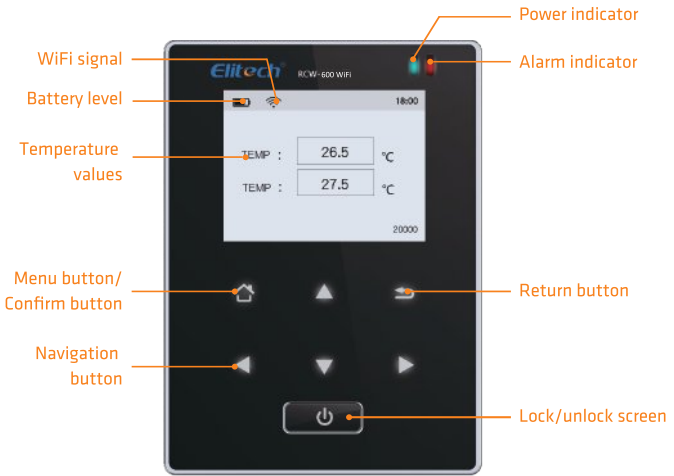 Power indicator
WiFi signal
Alarm indicator
Elitech RCW-600 WiFi
Battery level
18:00
Temperature
values
TEMP : 26.5 °C
TEMP : 27.5 °C
20000
Menu button/
Confirm button
Return button
Navigation
button
Lock/unlock screen